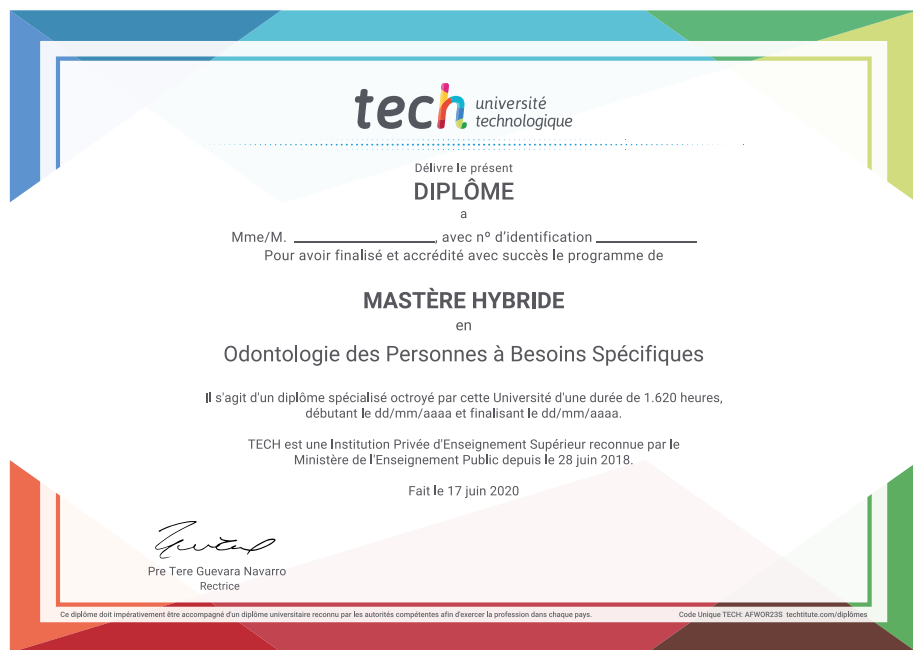 tech université
technologique
Délivre le présent
DIPLÔME
a
Mme/M. ____________, avec nº d'identification ____________
Pour avoir finalisé et accrédité avec succès le programme de
MASTÈRE HYBRIDE
en
Odontologie des Personnes à Besoins Spécifiques
Il s'agit d'un diplôme spécialisé octroyé par cette Université d'une durée de 1.620 heures,
débutant le dd/mm/aaaa et finalisant le dd/mm/aaaa.
TECH est une Institution Privée d'Enseignement Supérieur reconnue par le
Ministère de l'Enseignement Public depuis le 28 juin 2018.
Fait le 17 juin 2020
Pre Tere Guevara Navarro
Rectrice
Ce diplôme doit impérativement être accompagné d'un diplôme universitaire reconnu par les autorités compétentes afin d'exercer la profession dans chaque pays. Code Unique TECH: AFWOR23S techtitute.com/diplômes